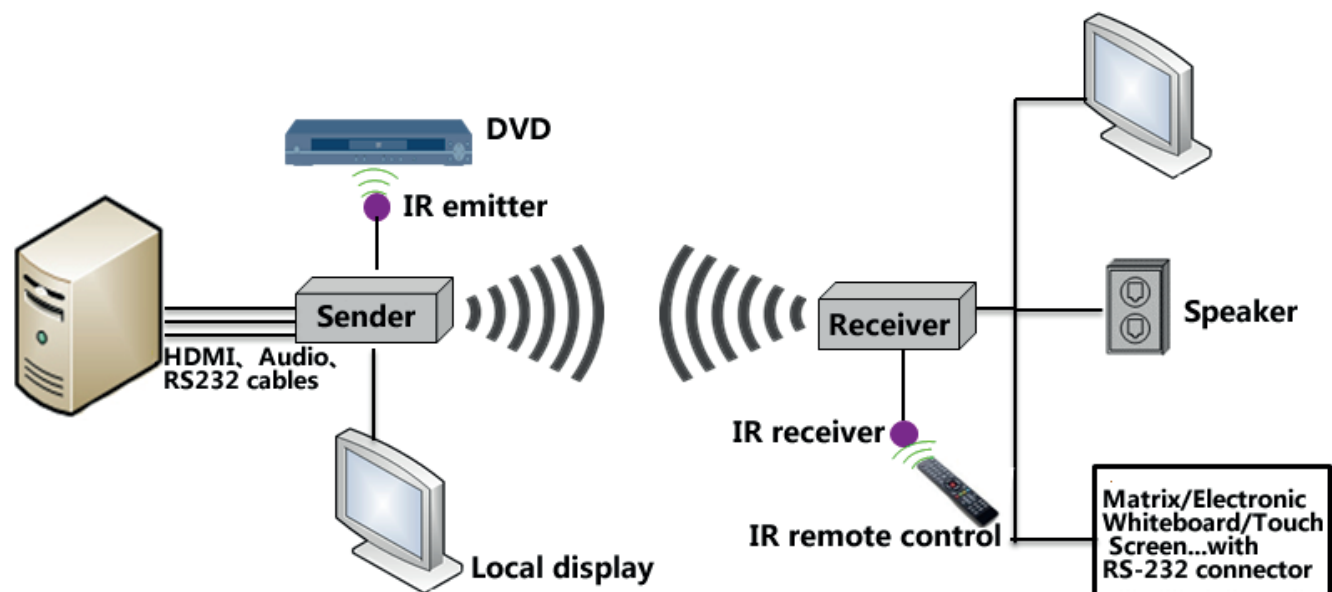 DVD
IR emitter
Sender
HDMI、Audio、
RS232 cables
Local display
Receiver
Speaker
IR receiver
IR remote control
Matrix/Electronic
Whiteboard/Touch
Screen...with
RS-232 connector